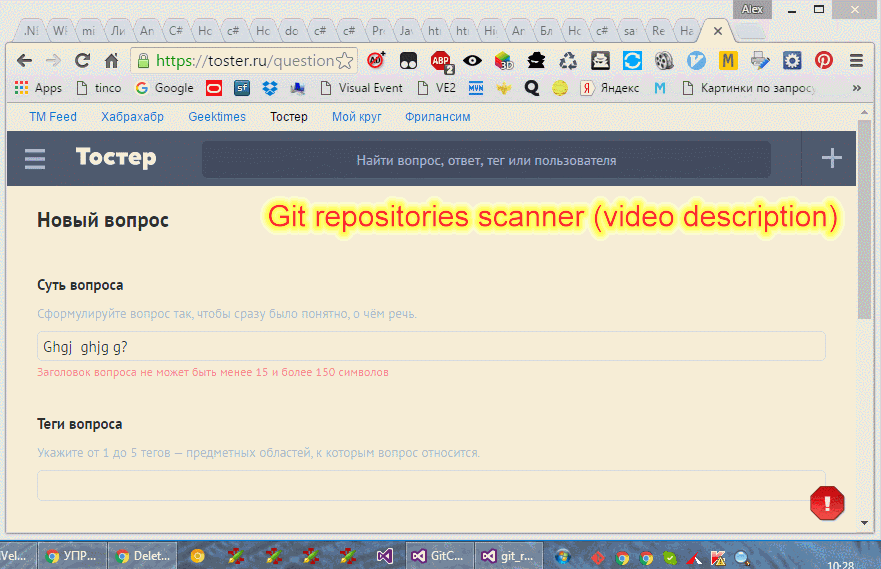 Alex
.NI WF mi Ли An C# Hc c# Hc dc c# c# Pr Jav htt htt Hi An Бл Hc c# sa Re Ha
https://toster.ru/question
Apps tinco Google sf Visual Event VE2 MVN Q Яндекс M Картинки по запросу »
TM Feed Хабрахабр Geektimes Тостер Мой круг Фрилансим
Тостер Найти вопрос, ответ, тег или пользователя
Git repositories scanner (video description)
Новый вопрос
Суть вопроса
Сформулируйте вопрос так, чтобы сразу было понятно, о чём речь.
Ghgj ghjg g?
Заголовок вопроса не может быть менее 15 и более 150 символов
Теги вопроса
Укажите от 1 до 5 тегов — предметных областей, к которым вопрос относится.
Vel... УПР... Delet... GitC... git_r...
10:28